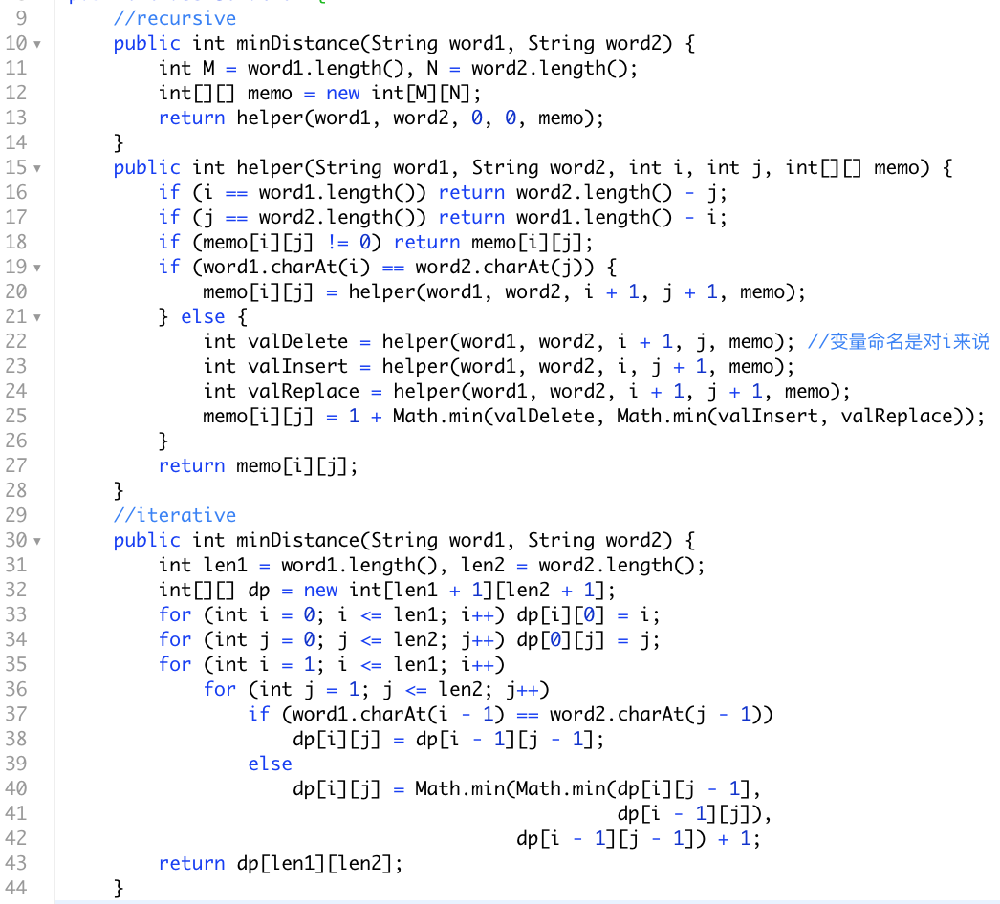 9 //recursive
10 public int minDistance(String word1, String word2) {
11 int M = word1.length(), N = word2.length();
12 int[][] memo = new int[M][N];
13 return helper(word1, word2, 0, 0, memo);
14 }
15 public int helper(String word1, String word2, int i, int j, int[][] memo) {
16 if (i == word1.length()) return word2.length() - j;
17 if (j == word2.length()) return word1.length() - i;
18 if (memo[i][j] != 0) return memo[i][j];
19 if (word1.charAt(i) == word2.charAt(j)) {
20 memo[i][j] = helper(word1, word2, i + 1, j + 1, memo);
21 } else {
22 int valDelete = helper(word1, word2, i + 1, j, memo); //变量命名是对i来说
23 int valInsert = helper(word1, word2, i, j + 1, memo);
24 int valReplace = helper(word1, word2, i + 1, j + 1, memo);
25 memo[i][j] = 1 + Math.min(valDelete, Math.min(valInsert, valReplace));
26 }
27 return memo[i][j];
28 }
29 //iterative
30 public int minDistance(String word1, String word2) {
31 int len1 = word1.length(), len2 = word2.length();
32 int[][] dp = new int[len1 + 1][len2 + 1];
33 for (int i = 0; i <= len1; i++) dp[i][0] = i;
34 for (int j = 0; j <= len2; j++) dp[0][j] = j;
35 for (int i = 1; i <= len1; i++)
36 for (int j = 1; j <= len2; j++)
37 if (word1.charAt(i - 1) == word2.charAt(j - 1))
38 dp[i][j] = dp[i - 1][j - 1];
39 else
40 dp[i][j] = Math.min(Math.min(dp[i][j - 1],
41 dp[i - 1][j]),
42 dp[i - 1][j - 1]) + 1;
43 return dp[len1][len2];
44 }